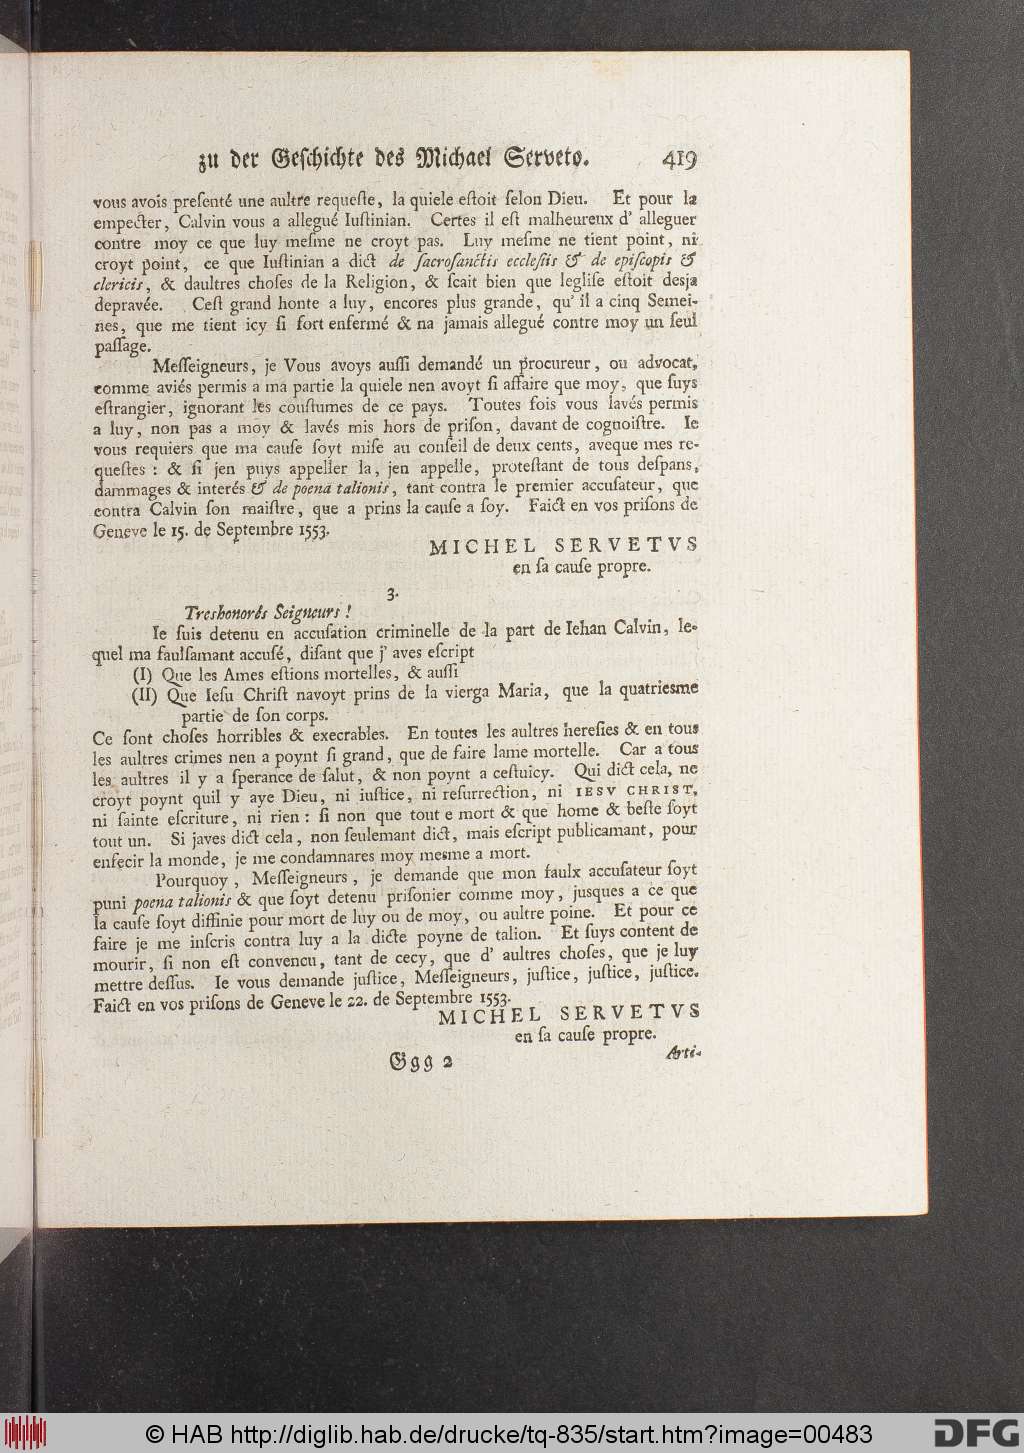 zu der Geſchichte des Michael Serveto. 419
vous avois preſenté une aultre requeſte, la quiele eſtoit ſelon Dieu. Et pour la
empecter, Calvin vous a allegué Iuſtinian. Certes il eſt malheureux d' alleguer
contre moy ce que luy meſme ne croyt pas. Luy meſme ne tient point, ni
croyt point, ce que Iuſtinian a dict de ſacroſanctis eccleſiis & de epiſcopis &
clericis, & daultres choſes de la Religion, & ſcait bien que legliſe eſtoit desja
depravée. Ceſt grand honte a luy, encores plus grande, qu' il a cinq Semei-
nes, que me tient icy ſi fort enfermé & na jamais allegué contre moy un ſeul
paſſage.
Meſſeigneurs, je Vous avoys auſſi demandé un procureur, ou advocat,
comme aviés permis a ma partie la quiele nen avoyt ſi affaire que moy, que ſuys
eſtrangier, ignorant les couſtumes de ce pays. Toutes fois vous lavés permis
a luy, non pas a moy & lavés mis hors de priſon, davant de cognoiſtre. Ie
vous requiers que ma cauſe ſoyt miſe au conſeil de deux cents, aveque mes re-
queſtes: & ſi jen puys appeller la, jen appelle, proteſtant de tous deſpans,
dammages & interés & de poena talionis, tant contra le premier accuſateur, que
contra Calvin ſon maiſtre, que a prins la cauſe a ſoy. Faict en vos priſons de
Geneve le 15. de Septembre 1553.
MICHEL SERVETVS
en ſa cauſe propre.
3.
Treshonorés Seigneurs!
Ie ſuis detenu en accuſation criminelle de la part de Iehan Calvin, le-
quel ma faulſamant accuſé, diſant que j' aves eſcript
(I) Que les Ames eſtions mortelles, & auſſi
(II) Que Ieſu Chriſt navoyt prins de la vierga Maria, que la quatrieſme
partie de ſon corps.
Ce ſont choſes horribles & execrables. En toutes les aultres hereſies & en tous
les aultres crimes nen a poynt ſi grand, que de faire lame mortelle. Car a tous
les aultres il y a ſperance de ſalut, & non poynt a ceſtuicy. Qui dict cela, ne
croyt poynt quil y aye Dieu, ni iuſtice, ni reſurrection, ni IESV CHRIST,
ni ſainte eſcriture, ni rien: ſi non que tout e mort & que home & beſte ſoyt
tout un. Si javes dict cela, non ſeulemant dict, mais eſcript publicamant, pour
enfecir la monde, je me condamnares moy mesme a mort.
Pourquoy, Meſſeigneurs, je demande que mon faulx accuſateur ſoyt
puni poena talionis & que ſoyt detenu priſonier comme moy, jusques a ce que
la cauſe ſoyt diffinie pour mort de luy ou de moy, ou aultre poine. Et pour ce
faire je me inſcris contra luy a la dicte poyne de talion. Et ſuys content de
mourir, ſi non eſt convencu, tant de cecy, que d' aultres choſes, que je luy
mettre deſſus. Ie vous demande juſtice, Meſſeigneurs, juſtice, juſtice, juſtice.
Faict en vos priſons de Geneve le 22. de Septembre 1553.
MICHEL SERVETVS
en ſa cauſe propre.
Ggg 2 Arti-
© HAB http://diglib.hab.de/drucke/tq-835/start.htm?image=00483
DFG